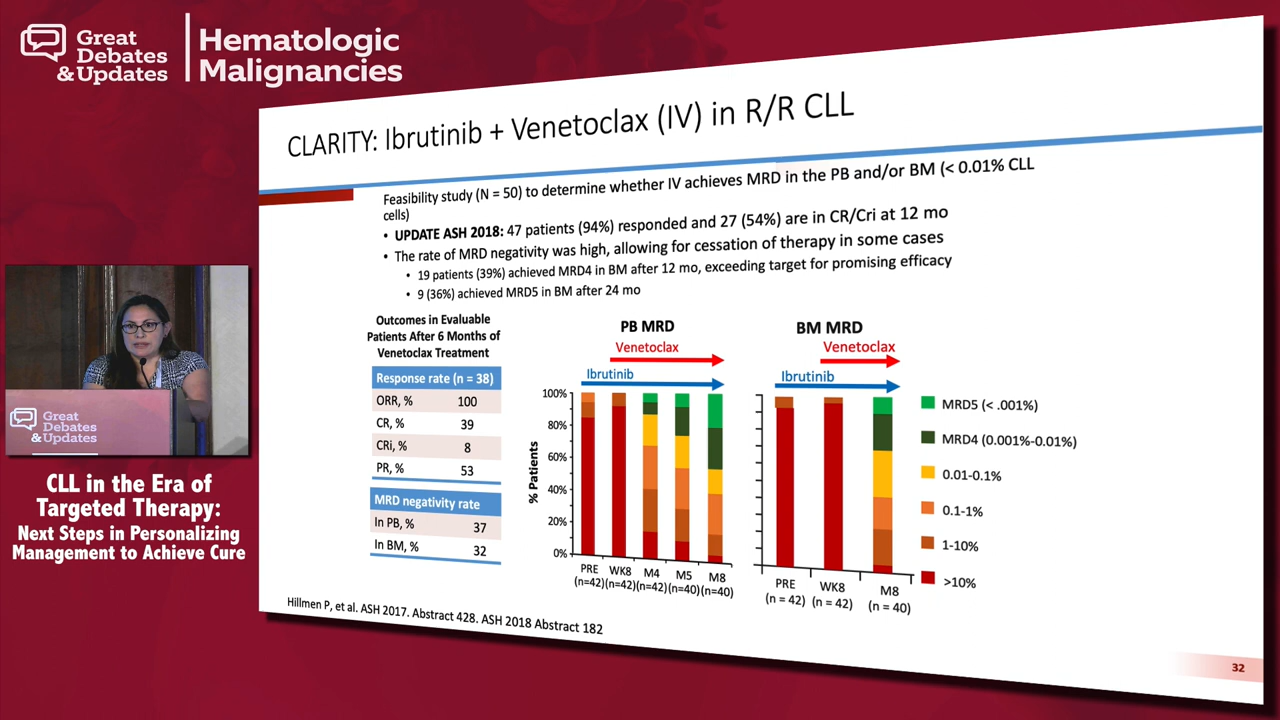 Great
Debates
& Updates
Hematologic
Malignancies
CLARITY: Ibrutinib + Venetoclax (IV) in R/R CLL
Feasibility study (N = 50) to determine whether IV achieves MRD in the PB and/or BM (< 0.01% CLL
cells)
• UPDATE ASH 2018: 47 patients (94%) responded and 27 (54%) are in CR/Cri at 12 mo
• The rate of MRD negativity was high, allowing for cessation of therapy in some cases
• 19 patients (39%) achieved MRD4 in BM after 12 mo, exceeding target for promising efficacy
• 9 (36%) achieved MRD5 in BM after 24 mo
Outcomes in Evaluable
Patients After 6 Months of
Venetoclax Treatment
Response rate (n = 38)
ORR, % 100
CR, % 39
CRi, % 8
PR, % 53
MRD negativity rate
In PB, % 37
In BM, % 32
PB MRD
Venetoclax
Ibrutinib
% Patients
100%
80%
60%
40%
20%
0%
PRE WK8 M4 M5 M8
(n=42) (n=42) (n=42) (n=40) (n=40)
BM MRD
Venetoclax
Ibrutinib
PRE WK8 M8
(n = 42) (n = 42) (n = 40)
MRD5 (< .001%)
MRD4 (0.001%-0.01%)
0.01-0.1%
0.1-1%
1-10%
>10%
Hillmen P, et al. ASH 2017. Abstract 428. ASH 2018 Abstract 182
32
Great
Debates
& Updates
CLL in the Era of
Targeted Therapy:
Next Steps in Personalizing
Management to Achieve Cure